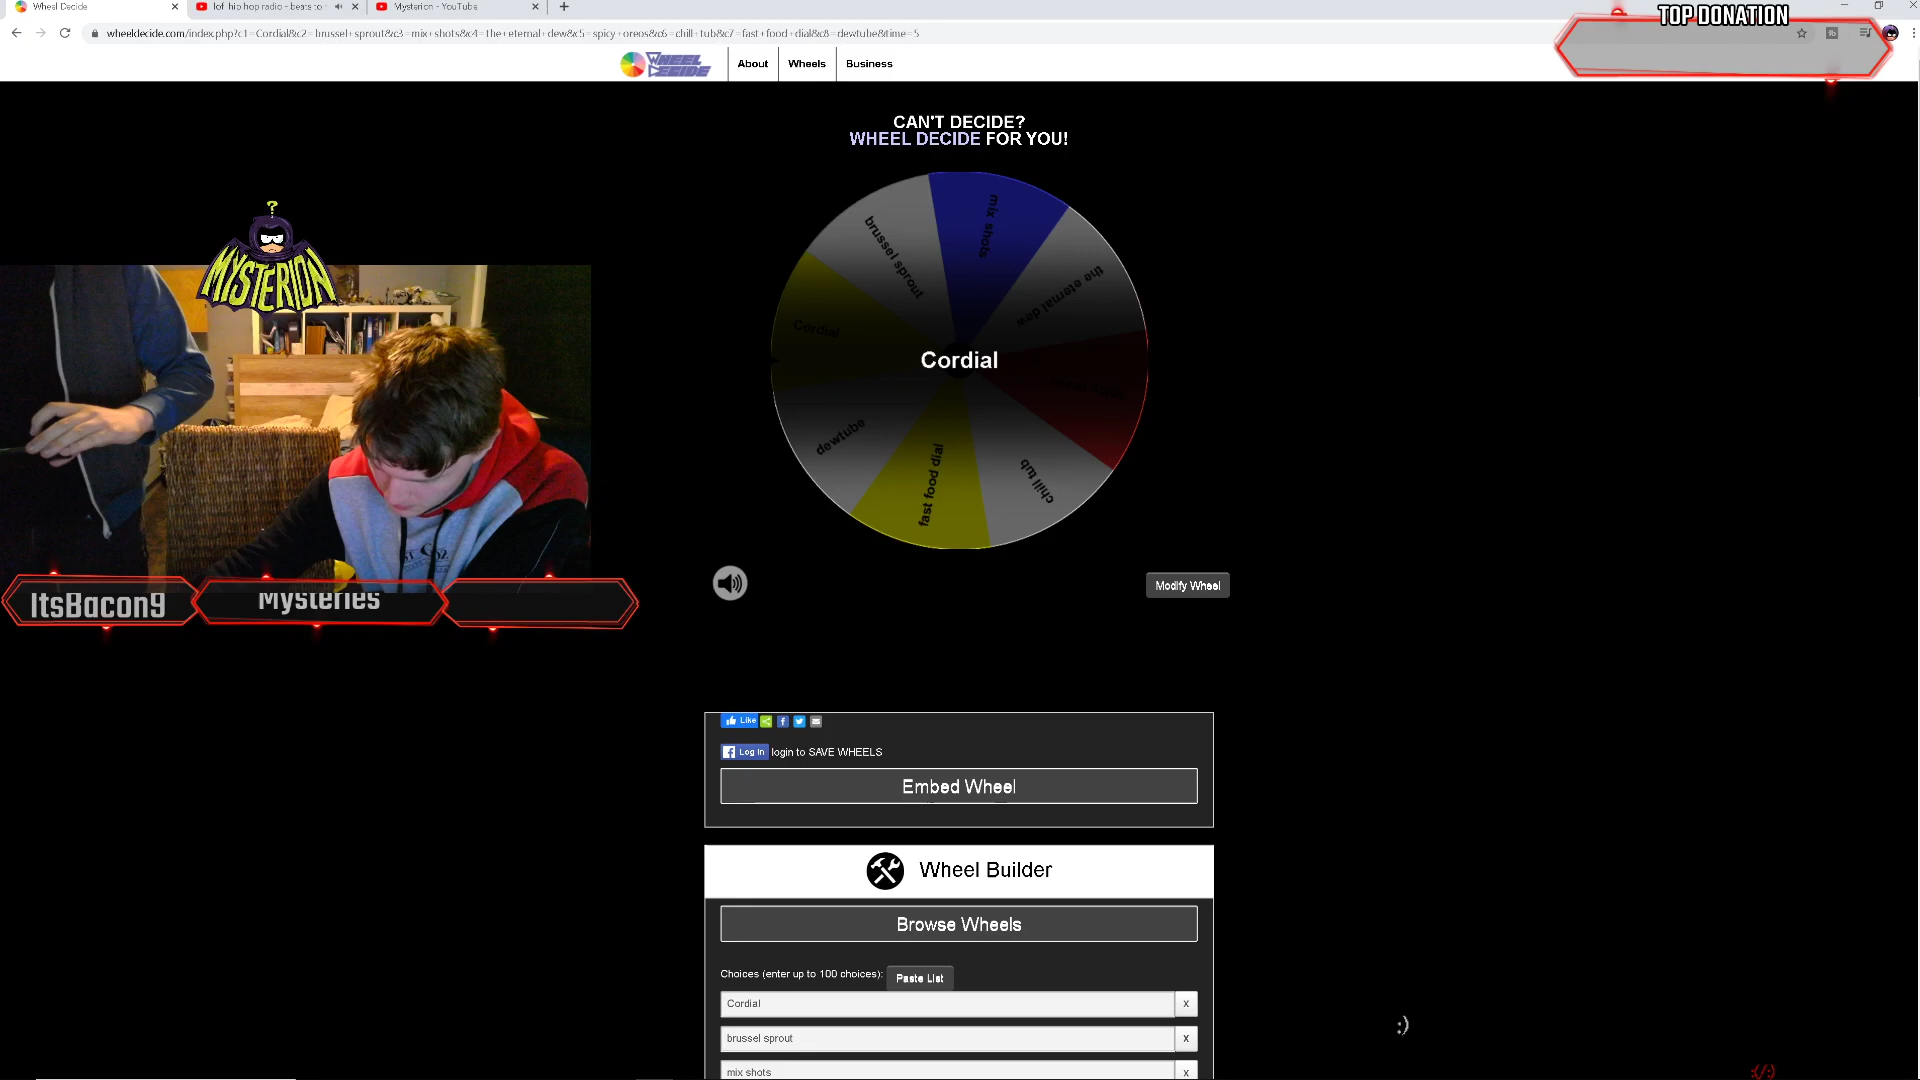 Wheel Decide
lofi hip hop radio - beats to
Mysterion - YouTube
wheeldecide.com/index.php?c1=Cordial&c2=brussel+sprout&c3=mix+shots&c4=the+eternal+dew&c5=spicy+oreos&c6=chill+tub&c7=fast+food+dial&c8=dewtube&time=5
TOP DONATION
WHEEL DECIDE
About
Wheels
Business
CAN'T DECIDE?
WHEEL DECIDE FOR YOU!
mix shots
brussel sprout
the eternal dew
Cordial
Cordial
dewtube
fast food dial
chill tub
?
MYSTERION
ItsBacon9
Mysteries
Modify Wheel
Like
Log In login to SAVE WHEELS
Embed Wheel
Wheel Builder
Browse Wheels
Choices (enter up to 100 choices): Paste List
Cordial x
brussel sprout x
mix shots x
:)
:(/:)